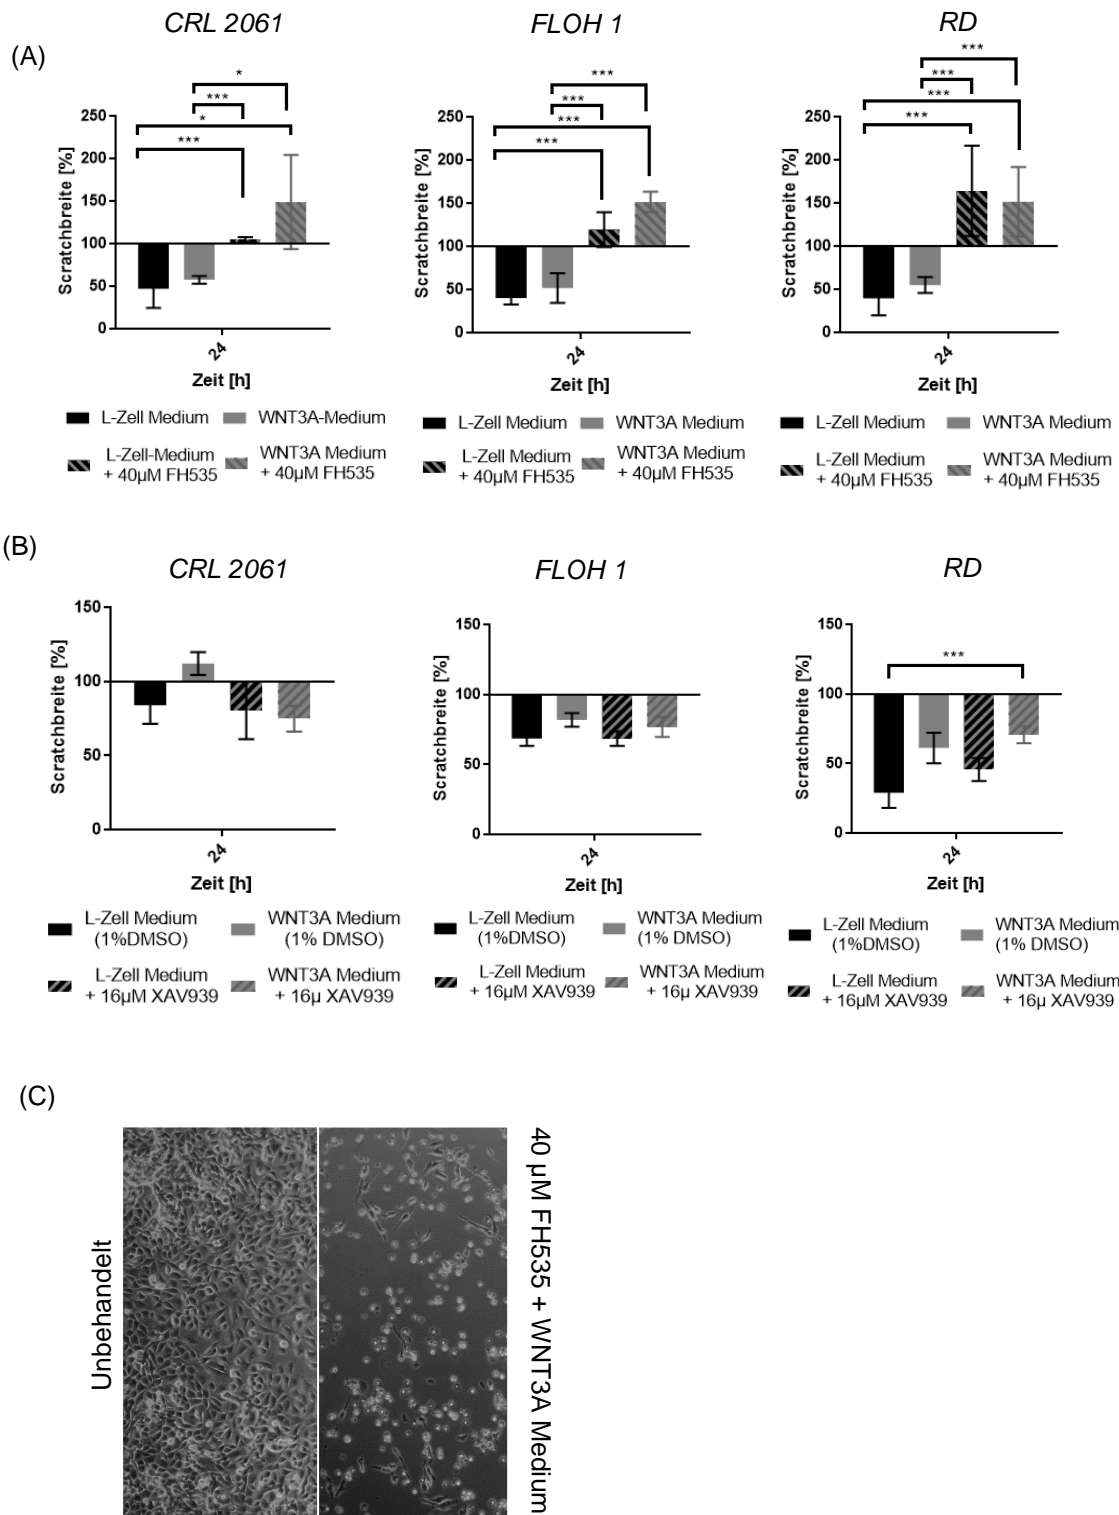 CRL 2061
FLOH 1
RD
(A)
*
***
*
***
250
200
150
100
50
0
Scratchbreite [%]
24
Zeit [h]
L-Zell Medium
WNT3A-Medium
L-Zell-Medium
+ 40µM FH535
WNT3A Medium
+ 40µM FH535
***
***
***
***
250
200
150
100
50
0
Scratchbreite [%]
24
Zeit [h]
L-Zell Medium
WNT3A Medium
L-Zell Medium
+ 40µM FH535
WNT3A Medium
+ 40µM FH535
***
***
***
***
250
200
150
100
50
0
Scratchbreite [%]
24
Zeit [h]
L-Zell Medium
WNT3A Medium
L-Zell Medium
+ 40µM FH535
WNT3A Medium
+ 40µM FH535
(B)
CRL 2061
FLOH 1
RD
150
100
50
0
Scratchbreite [%]
24
Zeit [h]
L-Zell Medium
(1%DMSO)
WNT3A Medium
(1% DMSO)
L-Zell Medium
+ 16µM XAV939
WNT3A Medium
+ 16µ XAV939
150
100
50
0
Scratchbreite [%]
24
Zeit [h]
L-Zell Medium
(1%DMSO)
WNT3A Medium
(1% DMSO)
L-Zell Medium
+ 16µM XAV939
WNT3A Medium
+ 16µ XAV939
***
150
100
50
0
Scratchbreite [%]
24
Zeit [h]
L-Zell Medium
(1%DMSO)
WNT3A Medium
(1% DMSO)
L-Zell Medium
+ 16µM XAV939
WNT3A Medium
+ 16µ XAV939
(C)
Unbehandelt
40 µM FH535 + WNT3A Medium